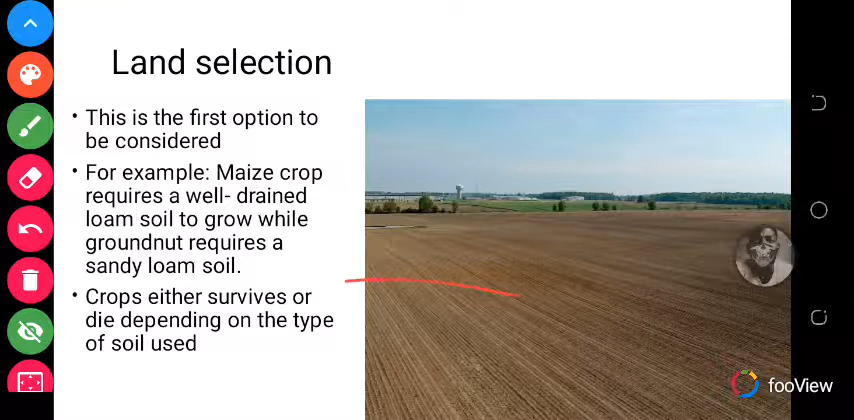 Land selection
• This is the first option to
be considered
• For example: Maize crop
requires a well- drained
loam soil to grow while
groundnut requires a
sandy loam soil.
• Crops either survives or
die depending on the type
of soil used
fooView